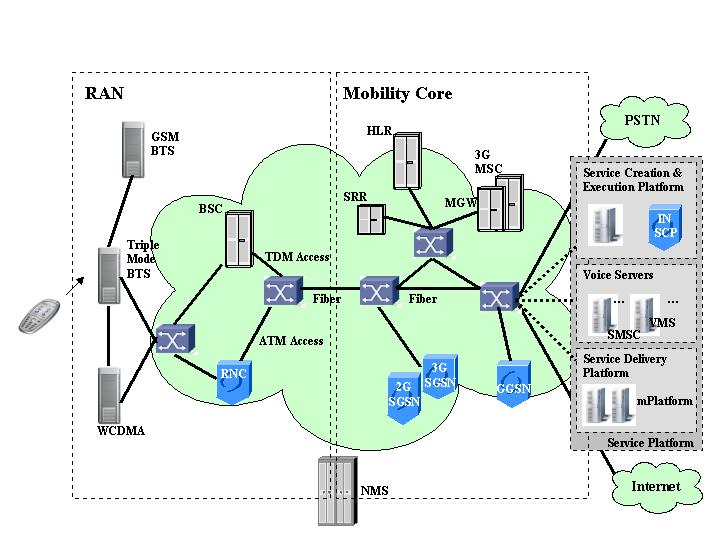 RAN
Mobility Core
PSTN
GSM
BTS
HLR
3G
MSC
Service Creation &
Execution Platform
SRR
MGW
BSC
IN
SCP
Triple
Mode
BTS
TDM Access
Voice Servers
Fiber
Fiber
... ...
VMS
SMSC
ATM Access
RNC
3G
SGSN
2G
SGSN
GGSN
Service Delivery
Platform
mPlatform
WCDMA
Service Platform
NMS
Internet